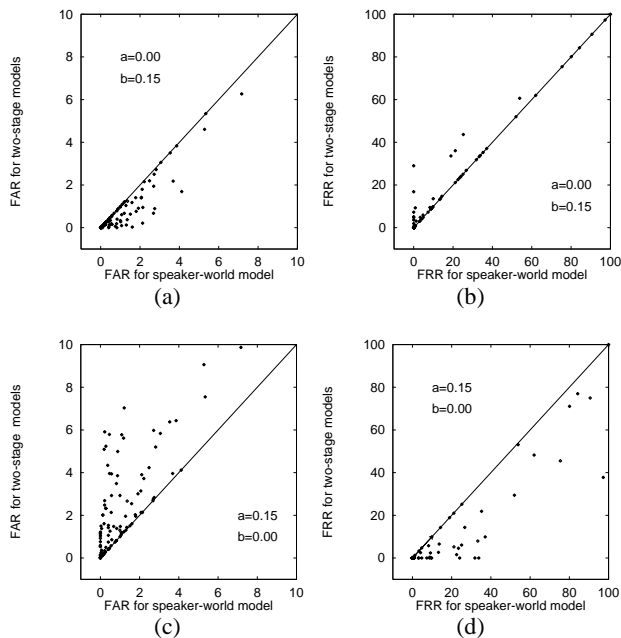 10
8
6
4
2
0
0 2 4 6 8 10
a=0.00
b=0.15
FAR for two-stage models
FAR for speaker-world model
(a)
100
80
60
40
20
0
0 20 40 60 80 100
a=0.00
b=0.15
FRR for two-stage models
FRR for speaker-world model
(b)
10
8
6
4
2
0
0 2 4 6 8 10
a=0.15
b=0.00
FAR for two-stage models
FAR for speaker-world model
(c)
100
80
60
40
20
0
0 20 40 60 80 100
a=0.15
b=0.00
FRR for two-stage models
FRR for speaker-world model
(d)